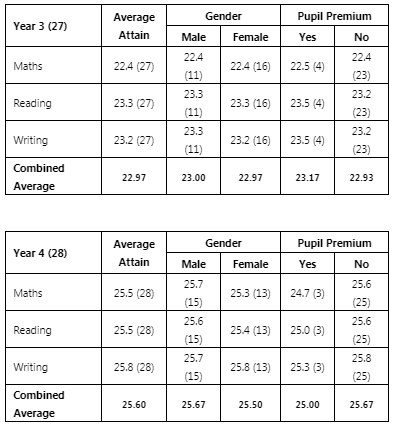 Year 3 (27) Average Attain Gender Pupil Premium
Male Female Yes No
Maths 22.4 (27) 22.4 (11) 22.4 (16) 22.5 (4) 22.4 (23)
Reading 23.3 (27) 23.3 (11) 23.3 (16) 23.5 (4) 23.2 (23)
Writing 23.2 (27) 23.3 (11) 23.2 (16) 23.5 (4) 23.2 (23)
Combined Average 22.97 23.00 22.97 23.17 22.93
Year 4 (28) Average Attain Gender Pupil Premium
Male Female Yes No
Maths 25.5 (28) 25.7 (15) 25.3 (13) 24.7 (3) 25.6 (25)
Reading 25.5 (28) 25.6 (15) 25.4 (13) 25.0 (3) 25.6 (25)
Writing 25.8 (28) 25.7 (15) 25.8 (13) 25.3 (3) 25.8 (25)
Combined Average 25.60 25.67 25.50 25.00 25.67